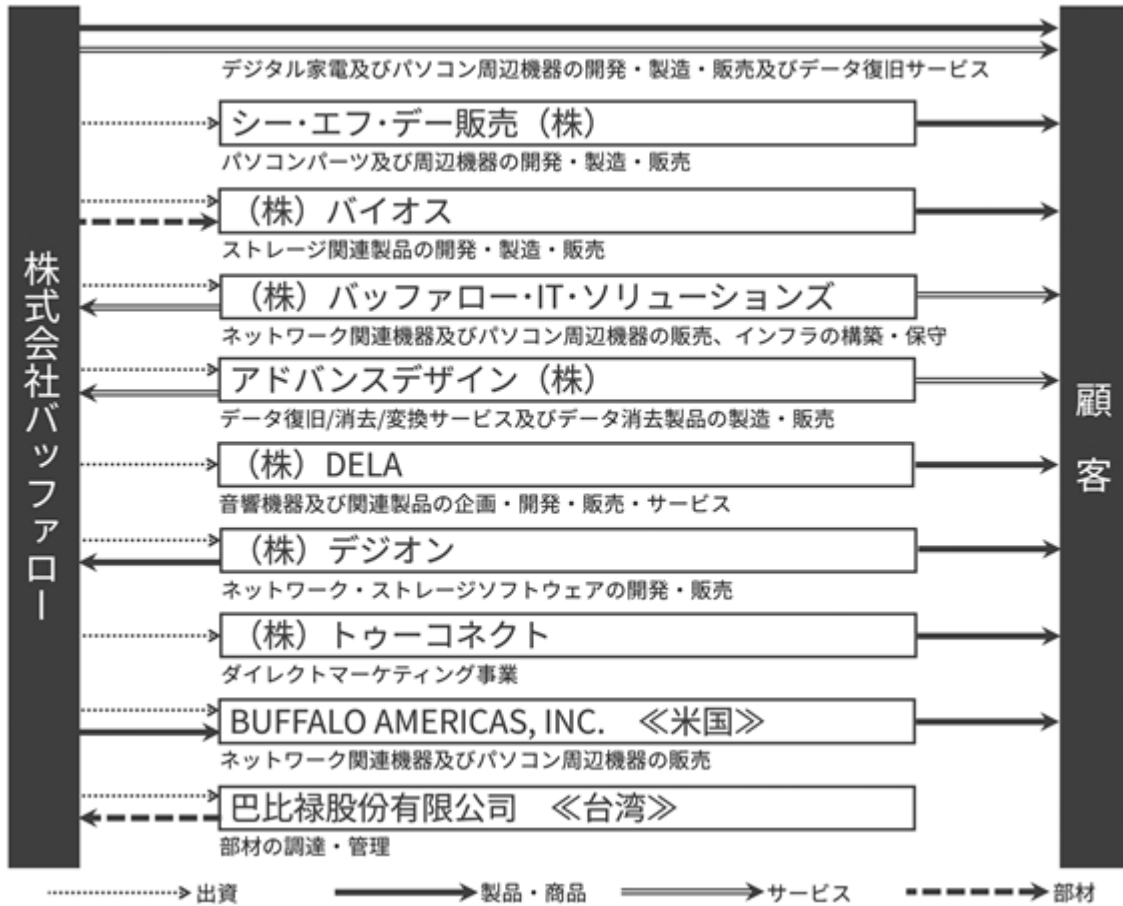 株式会社バッファロー
デジタル家電及びパソコン周辺機器の開発・製造・販売及びデータ復旧サービス
シー・エフ・デー販売（株）
パソコンパーツ及び周辺機器の開発・製造・販売
（株）バイオス
ストレージ関連製品の開発・製造・販売
（株）バッファロー・IT・ソリューションズ
ネットワーク関連機器及びパソコン周辺機器の販売、インフラの構築・保守
アドバンスデザイン（株）
データ復旧/消去/変換サービス及びデータ消去製品の製造・販売
（株）DELA
音響機器及び関連製品の企画・開発・販売・サービス
（株）デジオン
ネットワーク・ストレージソフトウェアの開発・販売
（株）トゥーコネクト
ダイレクトマーケティング事業
BUFFALO AMERICAS, INC. ≪米国≫
ネットワーク関連機器及びパソコン周辺機器の販売
巴比禄股份有限公司 ≪台湾≫
部材の調達・管理
顧客
出資
製品・商品
サービス
部材